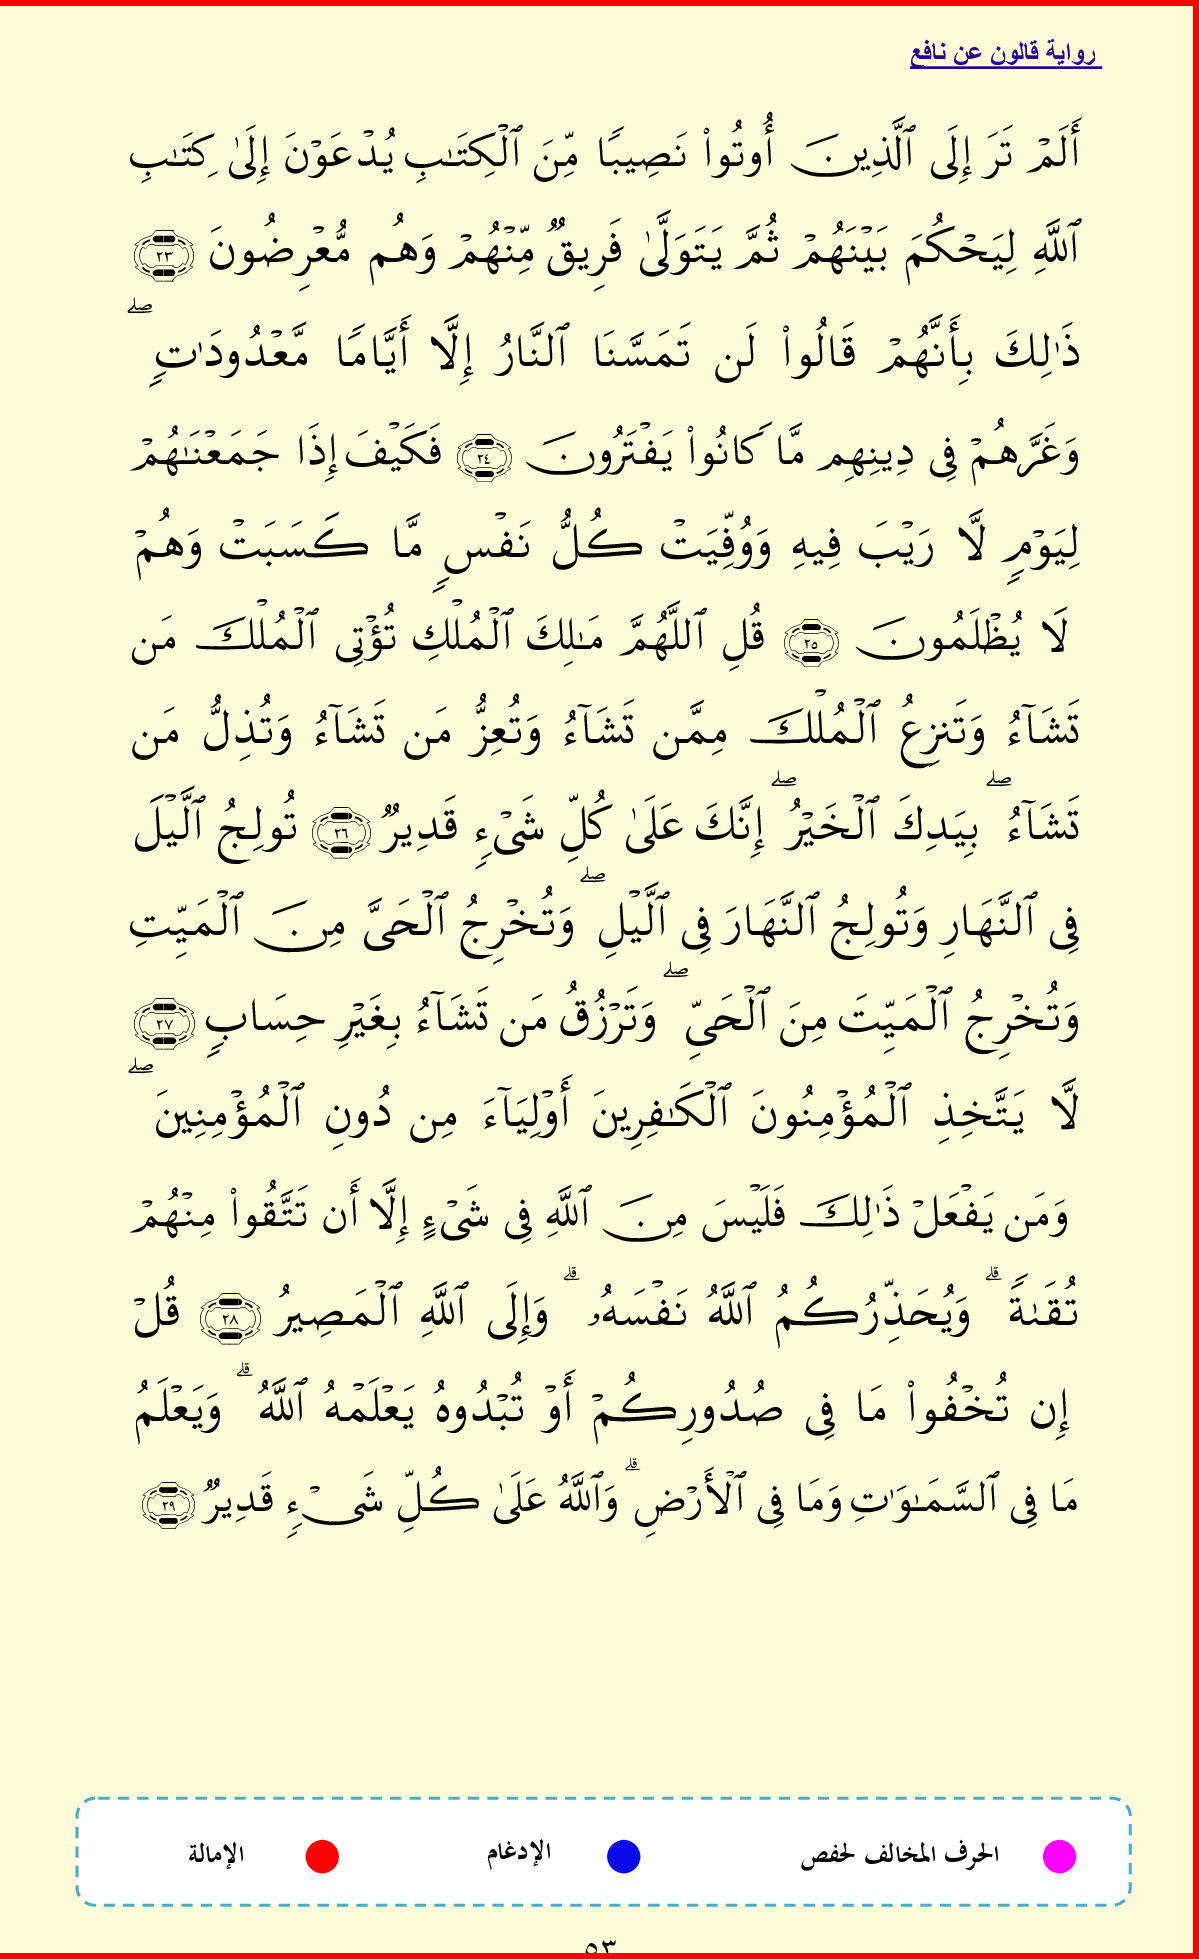 رواية قالون عن نافع
أَلَمْ تَرَ إِلَى ٱلَّذِينَ أُوتُوا۟ نَصِيبًا مِّنَ ٱلْكِتَـٰبِ يُدْعَوْنَ إِلَىٰ كِتَـٰبِ
ٱللَّهِ لِيَحْكُمَ بَيْنَهُمْ ثُمَّ يَتَوَلَّىٰ فَرِيقٌ مِّنْهُمْ وَهُم مُّعْرِضُونَ ٢٣
ذَٰلِكَ بِأَنَّهُمْ قَالُوا۟ لَن تَمَسَّنَا ٱلنَّارُ إِلَّا أَيَّامًا مَّعْدُودَٰتٍ ۖ
وَغَرَّهُمْ فِى دِينِهِم مَّا كَانُوا۟ يَفْتَرُونَ ٢٤ فَكَيْفَ إِذَا جَمَعْنَـٰهُمْ
لِيَوْمٍ لَّا رَيْبَ فِيهِ وَوُفِّيَتْ كُلُّ نَفْسٍ مَّا كَسَبَتْ وَهُمْ
لَا يُظْلَمُونَ ٢٥ قُلِ ٱللَّهُمَّ مَـٰلِكَ ٱلْمُلْكِ تُؤْتِى ٱلْمُلْكَ مَن
تَشَآءُ وَتَنزِعُ ٱلْمُلْكَ مِمَّن تَشَآءُ وَتُعِزُّ مَن تَشَآءُ وَتُذِلُّ مَن
تَشَآءُ ۖ بِيَدِكَ ٱلْخَيْرُ ۖ إِنَّكَ عَلَىٰ كُلِّ شَىْءٍ قَدِيرٌ ٢٦ تُولِجُ ٱلَّيْلَ
فِى ٱلنَّهَارِ وَتُولِجُ ٱلنَّهَارَ فِى ٱلَّيْلِ ۖ وَتُخْرِجُ ٱلْحَىَّ مِنَ ٱلْمَيِّتِ
وَتُخْرِجُ ٱلْمَيِّتَ مِنَ ٱلْحَىِّ ۖ وَتَرْزُقُ مَن تَشَآءُ بِغَيْرِ حِسَابٍ ٢٧
لَّا يَتَّخِذِ ٱلْمُؤْمِنُونَ ٱلْكَـٰفِرِينَ أَوْلِيَآءَ مِن دُونِ ٱلْمُؤْمِنِينَ ۖ
وَمَن يَفْعَلْ ذَٰلِكَ فَلَيْسَ مِنَ ٱللَّهِ فِى شَىْءٍ إِلَّا أَن تَتَّقُوا۟ مِنْهُمْ
تُقَىٰةً ۗ وَيُحَذِّرُكُمُ ٱللَّهُ نَفْسَهُۥ ۗ وَإِلَى ٱللَّهِ ٱلْمَصِيرُ ٢٨ قُلْ
إِن تُخْفُوا۟ مَا فِى صُدُورِكُمْ أَوْ تُبْدُوهُ يَعْلَمْهُ ٱللَّهُ ۗ وَيَعْلَمُ
مَا فِى ٱلسَّمَـٰوَٰتِ وَمَا فِى ٱلْأَرْضِ ۗ وَٱللَّهُ عَلَىٰ كُلِّ شَىْءٍ قَدِيرٌ ٢٩
الحرف المخالف لحفص الإدغام الإمالة
٥٣